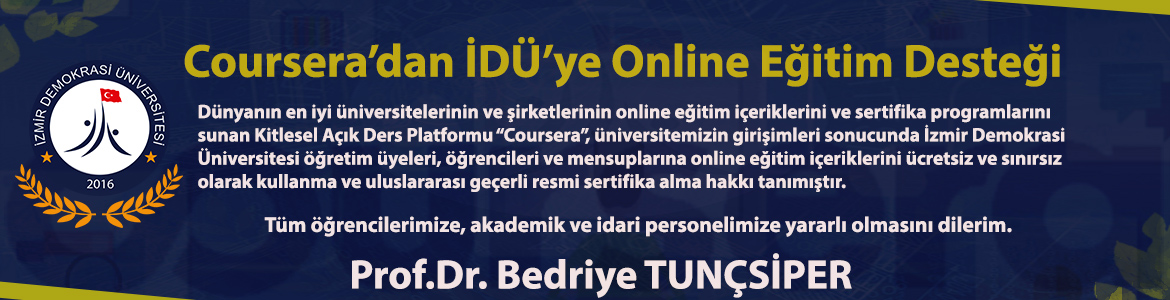 Coursera’dan İDÜ’ye Online Eğitim Desteği
İZMİR DEMOKRASİ ÜNİVERSİTESİ
2016
Dünyanın en iyi üniversitelerinin ve şirketlerinin online eğitim içeriklerini ve sertifika programlarını
sunan Kitlesel Açık Ders Platformu “Coursera”, üniversitemizin girişimleri sonucunda İzmir Demokrasi
Üniversitesi öğretim üyeleri, öğrencileri ve mensuplarına online eğitim içeriklerini ücretsiz ve sınırsız
olarak kullanma ve uluslararası geçerli resmi sertifika alma hakkı tanımıştır.
Tüm öğrencilerimize, akademik ve idari personelimize yararlı olmasını dilerim.
Prof.Dr. Bedriye TUNÇSİPER